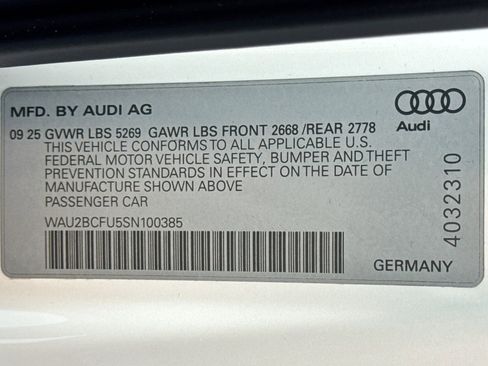 MFD. BY AUDI AG
09 25 GVWR LBS 5269 GAWR LBS FRONT 2668 /REAR 2778
THIS VEHICLE CONFORMS TO ALL APPLICABLE U.S.
FEDERAL MOTOR VEHICLE SAFETY, BUMPER AND THEFT
PREVENTION STANDARDS IN EFFECT ON THE DATE OF
MANUFACTURE SHOWN ABOVE
PASSENGER CAR
WAU2BCFU5SN100385
GERMANY
Audi
4032310